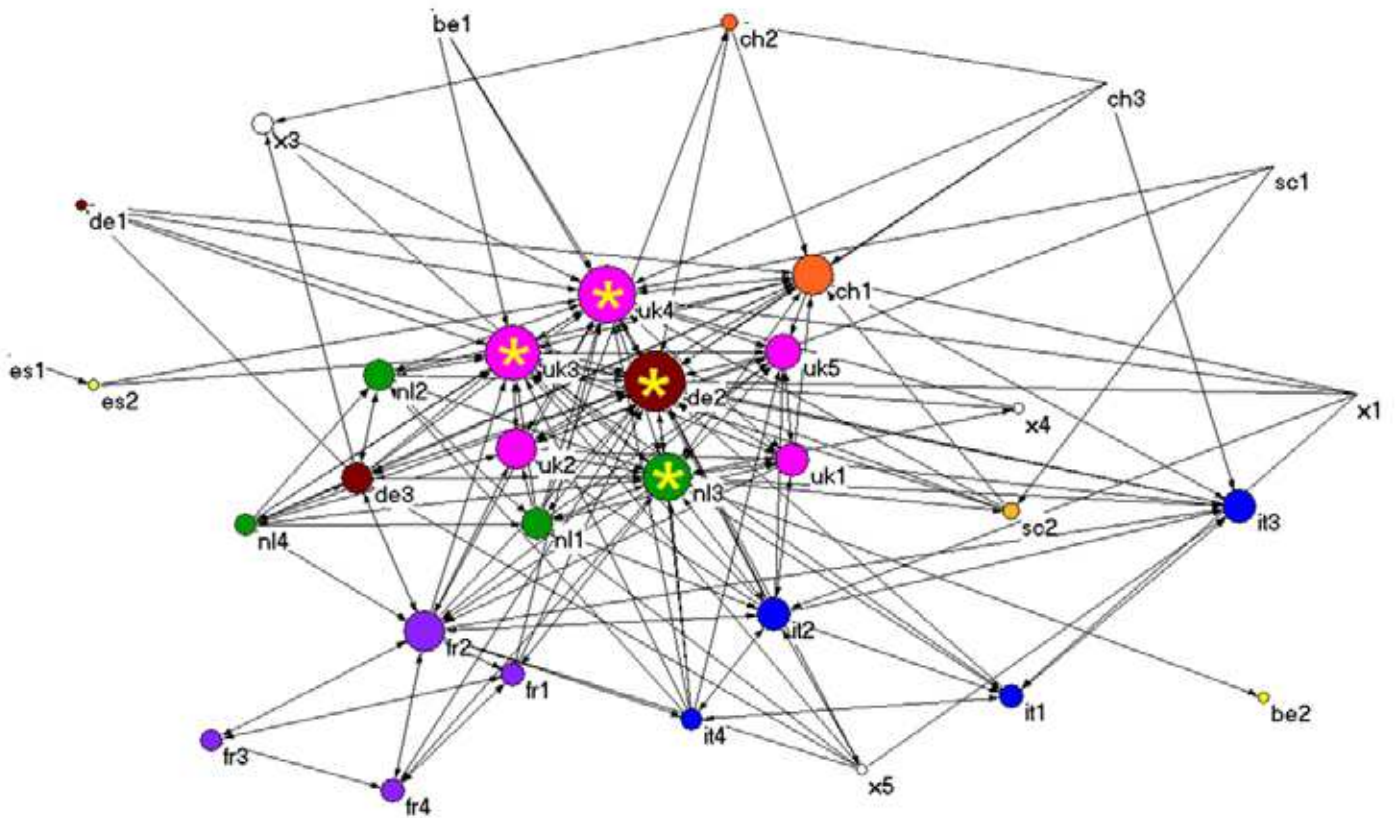 be1
ch2
ch3
x3
sc1
de1
ch1
uk4
uk3
uk5
es1
nl2
de2
es2
x4
x1
uk2
uk1
de3
nl3
it3
sc2
nl4
nl1
it2
fr2
fr1
it1
be2
it4
fr3
x5
fr4